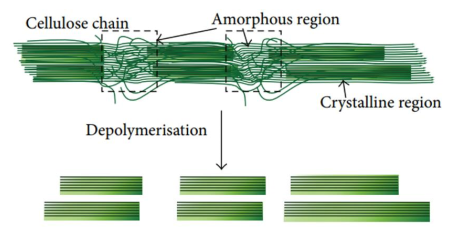 Cellulose chain
Amorphous region
Crystalline region
Depolymerisation